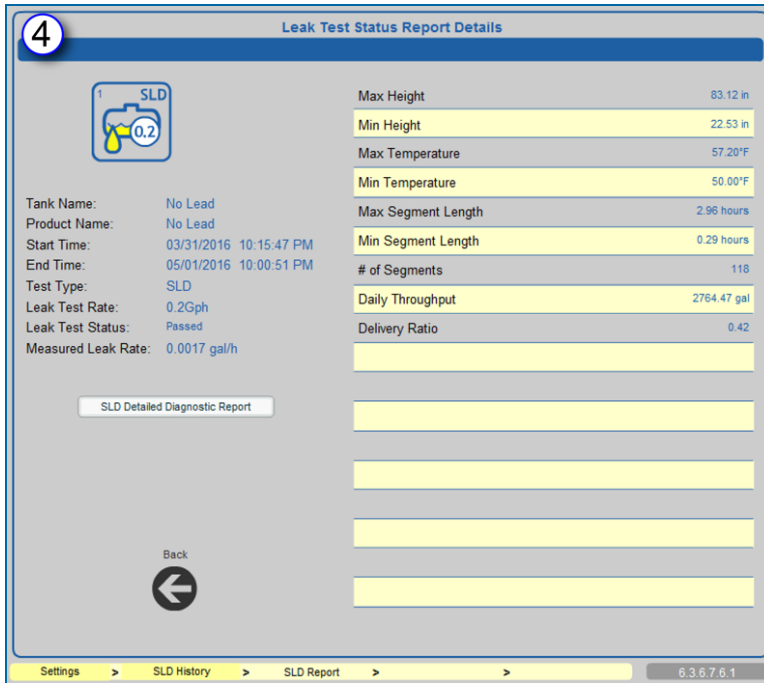 4
Leak Test Status Report Details
1 SLD
0.2
Tank Name: No Lead
Product Name: No Lead
Start Time: 03/31/2016 10:15:47 PM
End Time: 05/01/2016 10:00:51 PM
Test Type: SLD
Leak Test Rate: 0.2Gph
Leak Test Status: Passed
Measured Leak Rate: 0.0017 gal/h
SLD Detailed Diagnostic Report
Back
Max Height 83.12 in
Min Height 22.53 in
Max Temperature 57.20°F
Min Temperature 50.00°F
Max Segment Length 2.96 hours
Min Segment Length 0.29 hours
# of Segments 118
Daily Throughput 2764.47 gal
Delivery Ratio 0.42
Settings > SLD History > SLD Report > > 6.3.6.7.6.1